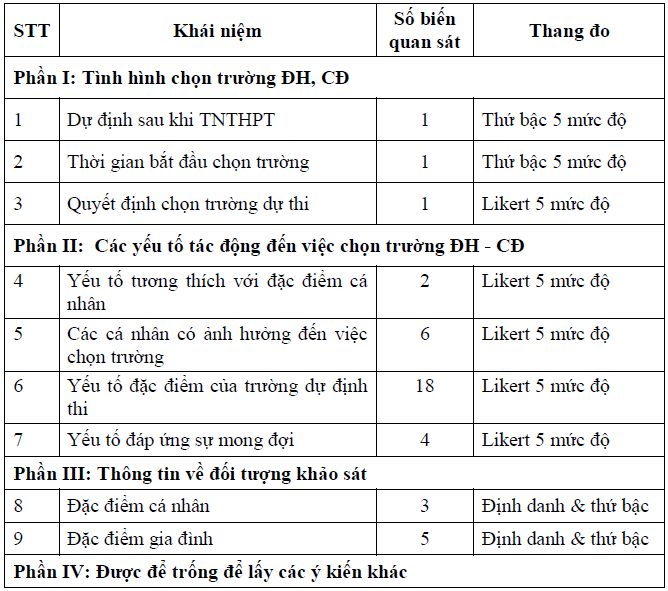 STT Khái niệm Số biến quan sát Thang đo
Phần I: Tình hình chọn trường ĐH, CĐ
1 Dự định sau khi TNTHPT 1 Thứ bậc 5 mức độ
2 Thời gian bắt đầu chọn trường 1 Thứ bậc 5 mức độ
3 Quyết định chọn trường dự thi 1 Likert 5 mức độ
Phần II: Các yếu tố tác động đến việc chọn trường ĐH - CĐ
4 Yếu tố tương thích với đặc điểm cá 2 Likert 5 mức độ
nhân
5 Các cá nhân có ảnh hưởng đến việc 6 Likert 5 mức độ
chọn trường
6 Yếu tố đặc điểm của trường dự định 18 Likert 5 mức độ
thi
7 Yếu tố đáp ứng sự mong đợi 4 Likert 5 mức độ
Phần III: Thông tin về đối tượng khảo sát
8 Đặc điểm cá nhân 3 Định danh & thứ bậc
9 Đặc điểm gia đình 5 Định danh & thứ bậc
Phần IV: Được để trống để lấy các ý kiến khác